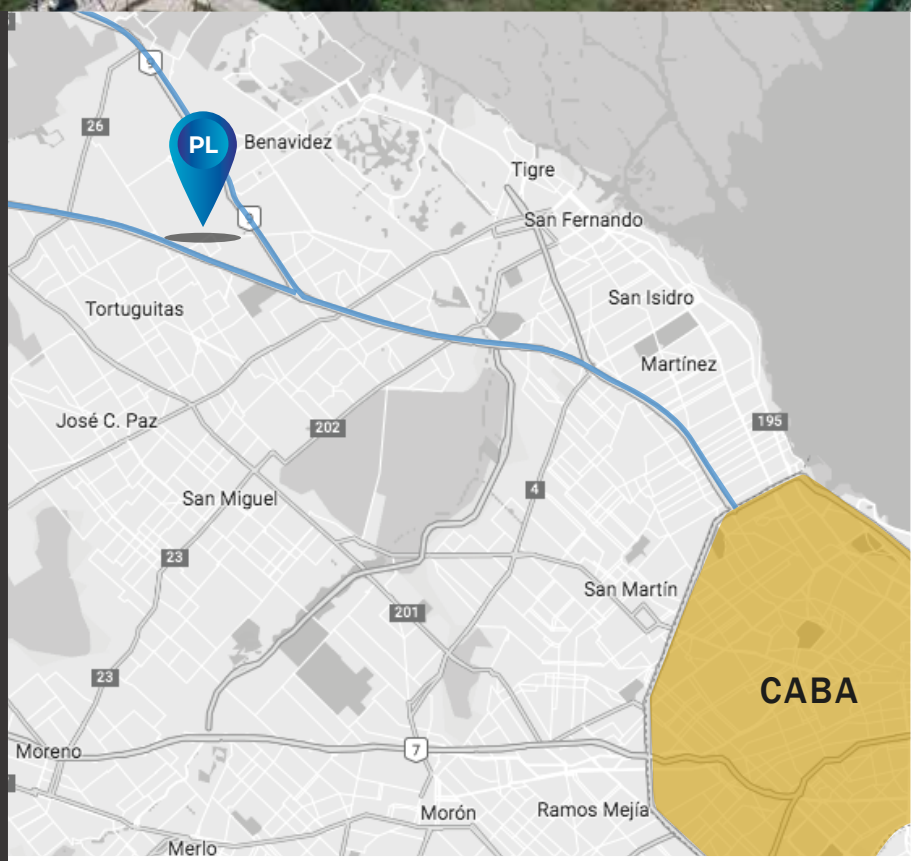 9
26
PL
Benavidez
Tigre
San Fernando
Tortuguitas
San Isidro
Martínez
José C. Paz
202
195
San Miguel
4
23
San Martín
201
23
CABA
Moreno
7
Morón
Ramos Mejía
Merlo